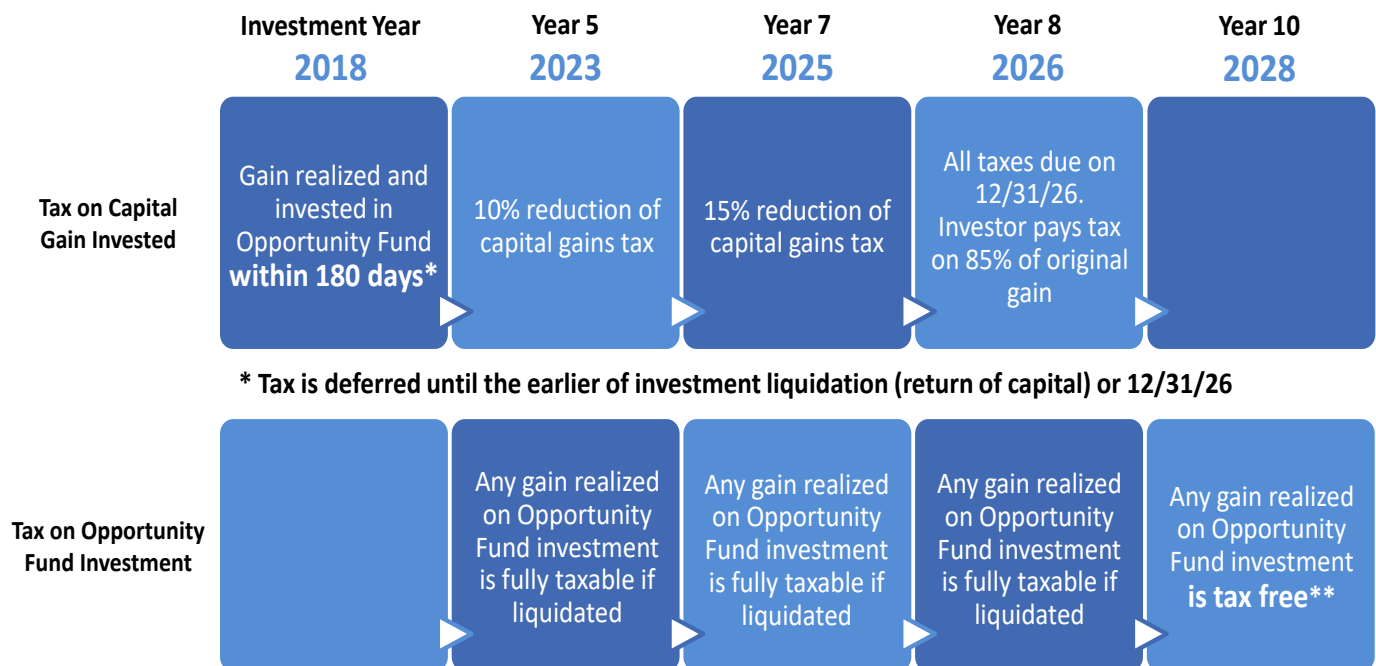 Investment Year
Year 5
Year 7
Year 8
Year 10
2018
2023
2025
2026
2028
Tax on Capital
Gain Invested
Gain realized and
invested in
Opportunity Fund
within 180 days*
10% reduction of
capital gains tax
15% reduction of
capital gains tax
All taxes due on
12/31/26.
Investor pays tax
on 85% of original
gain
* Tax is deferred until the earlier of investment liquidation (return of capital) or 12/31/26
Tax on Opportunity
Fund Investment
Any gain realized
on Opportunity
Fund investment
is fully taxable if
liquidated
Any gain realized
on Opportunity
Fund investment
is fully taxable if
liquidated
Any gain realized
on Opportunity
Fund investment
is fully taxable if
liquidated
Any gain realized
on Opportunity
Fund investment
is tax free**